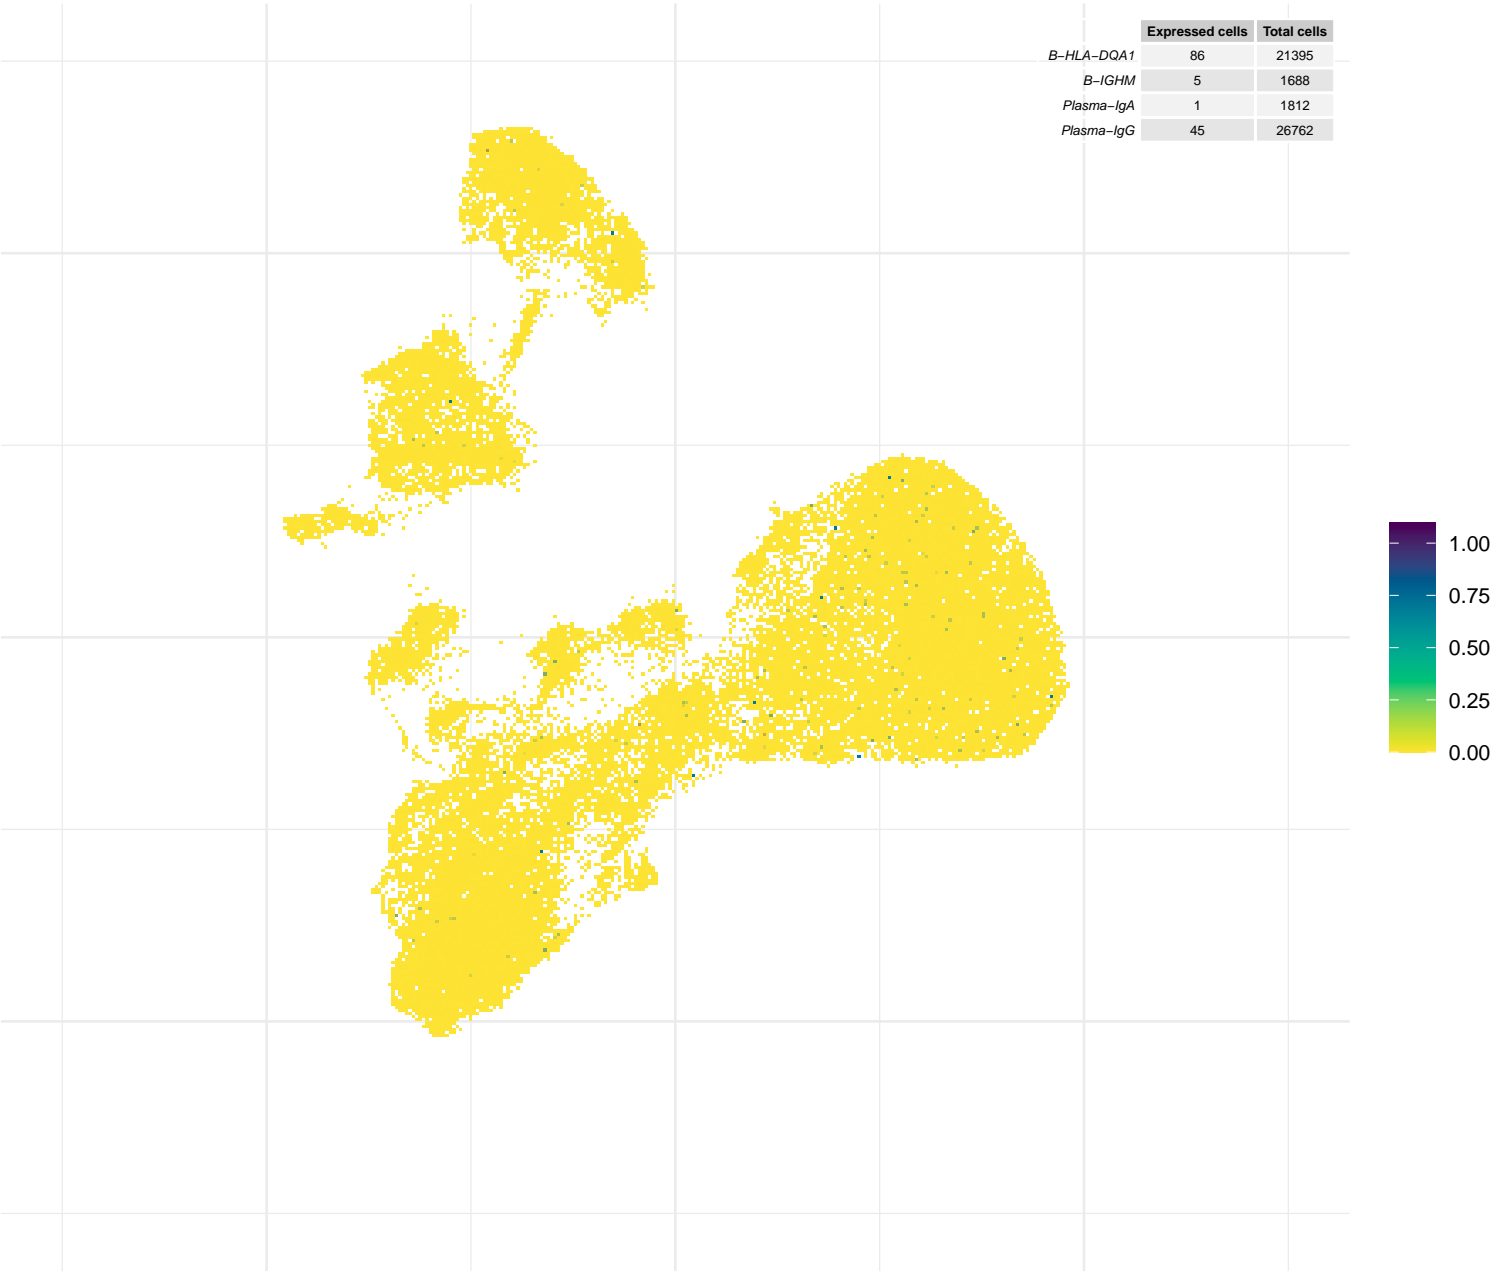 Expressed cells Total cells
B−HLA−DQA1 86 21395
B−IGHM 5 1688
Plasma−IgA 1 1812
Plasma−IgG 45 26762
1.00
0.75
0.50
0.25
0.00